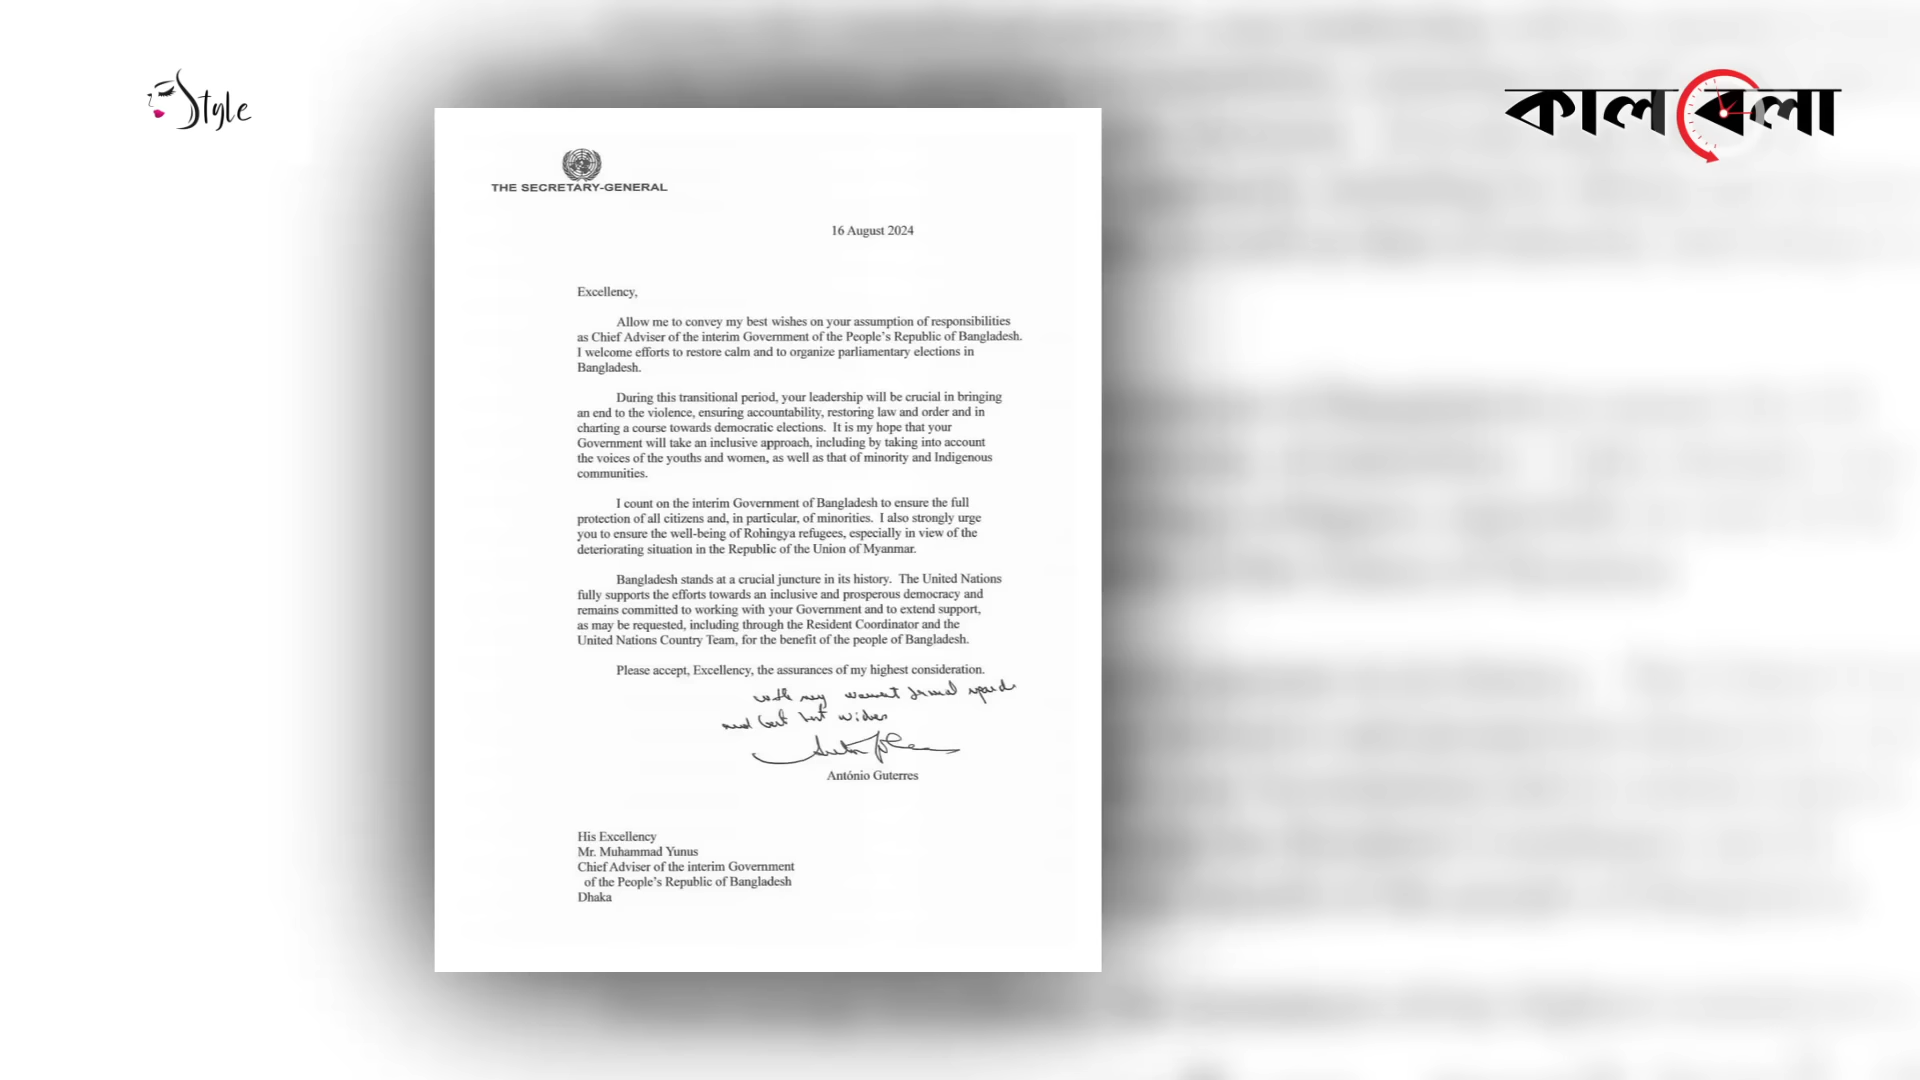 Style
কালবেলা
THE SECRETARY-GENERAL
16 August 2024
Excellency,
Allow me to convey my best wishes on your assumption of responsibilities
as Chief Adviser of the interim Government of the People's Republic of Bangladesh.
I welcome efforts to restore calm and to organize parliamentary elections in
Bangladesh.
During this transitional period, your leadership will be crucial in bringing
an end to the violence, ensuring accountability, restoring law and order and in
charting a course towards democratic elections. It is my hope that your
Government will take an inclusive approach, including by taking into account
the voices of the youths and women, as well as that of minority and Indigenous
communities.
I count on the interim Government of Bangladesh to ensure the full
protection of all citizens and, in particular, of minorities. I also strongly urge
you to ensure the well-being of Rohingya refugees, especially in view of the
deteriorating situation in the Republic of the Union of Myanmar.
Bangladesh stands at a crucial juncture in its history. The United Nations
fully supports the efforts towards an inclusive and prosperous democracy and
remains committed to working with your Government and to extend support,
as may be requested, including through the Resident Coordinator and the
United Nations Country Team, for the benefit of the people of Bangladesh.
Please accept, Excellency, the assurances of my highest consideration.
with my
and best wishes
António Guterres
His Excellency
Mr. Muhammad Yunus
Chief Adviser of the interim Government
of the People's Republic of Bangladesh
Dhaka